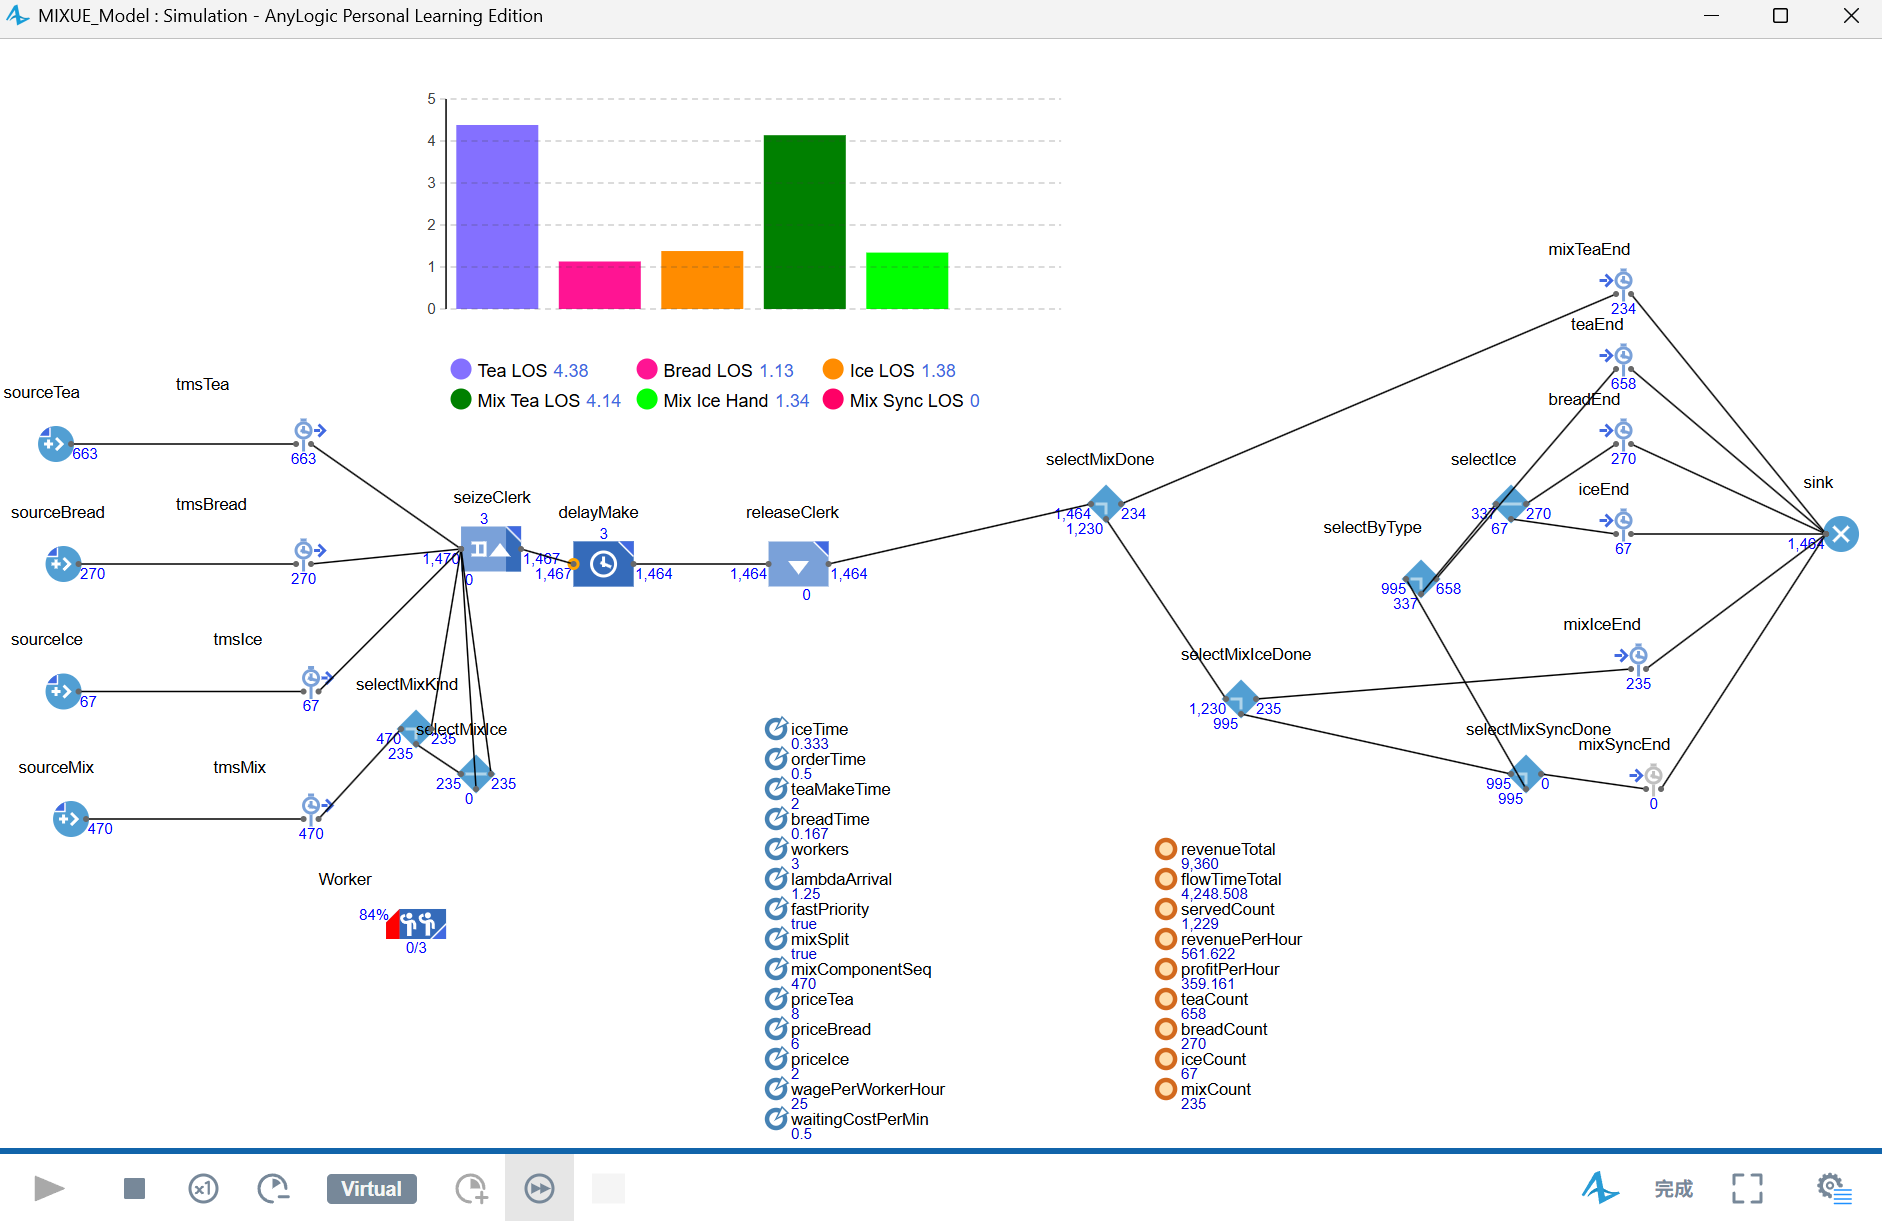 MIXUE_Model : Simulation - AnyLogic Personal Learning Edition
5
4
3
2
1
0
Tea LOS 4.38
Bread LOS 1.13
Ice LOS 1.38
Mix Tea LOS 4.14
Mix Ice Hand 1.34
Mix Sync LOS 0
sourceTea
663
tmsTea
663
sourceBread
270
tmsBread
270
sourceIce
67
tmsIce
67
sourceMix
470
tmsMix
470
selectMixKind
470
235
235
selectMixIce
235
235
0
seizeClerk
3
1,470
1,467
0
delayMake
3
1,467
1,464
releaseClerk
1,464
1,464
0
Worker
84%
0/3
selectMixDone
1,464
234
1,230
selectMixIceDone
1,230
235
995
selectMixSyncDone
995
0
995
selectByType
995
658
337
selectIce
337
270
67
mixTeaEnd
234
teaEnd
658
breadEnd
270
iceEnd
67
mixIceEnd
235
mixSyncEnd
0
sink
1,464
iceTime
0.333
orderTime
0.5
teaMakeTime
2
breadTime
0.167
workers
3
lambdaArrival
1.25
fastPriority
true
mixSplit
true
mixComponentSeq
470
priceTea
8
priceBread
6
priceIce
2
wagePerWorkerHour
25
waitingCostPerMin
0.5
revenueTotal
9,360
flowTimeTotal
4,248.508
servedCount
1,229
revenuePerHour
561.622
profitPerHour
359.161
teaCount
658
breadCount
270
iceCount
67
mixCount
235
x1
Virtual
完成